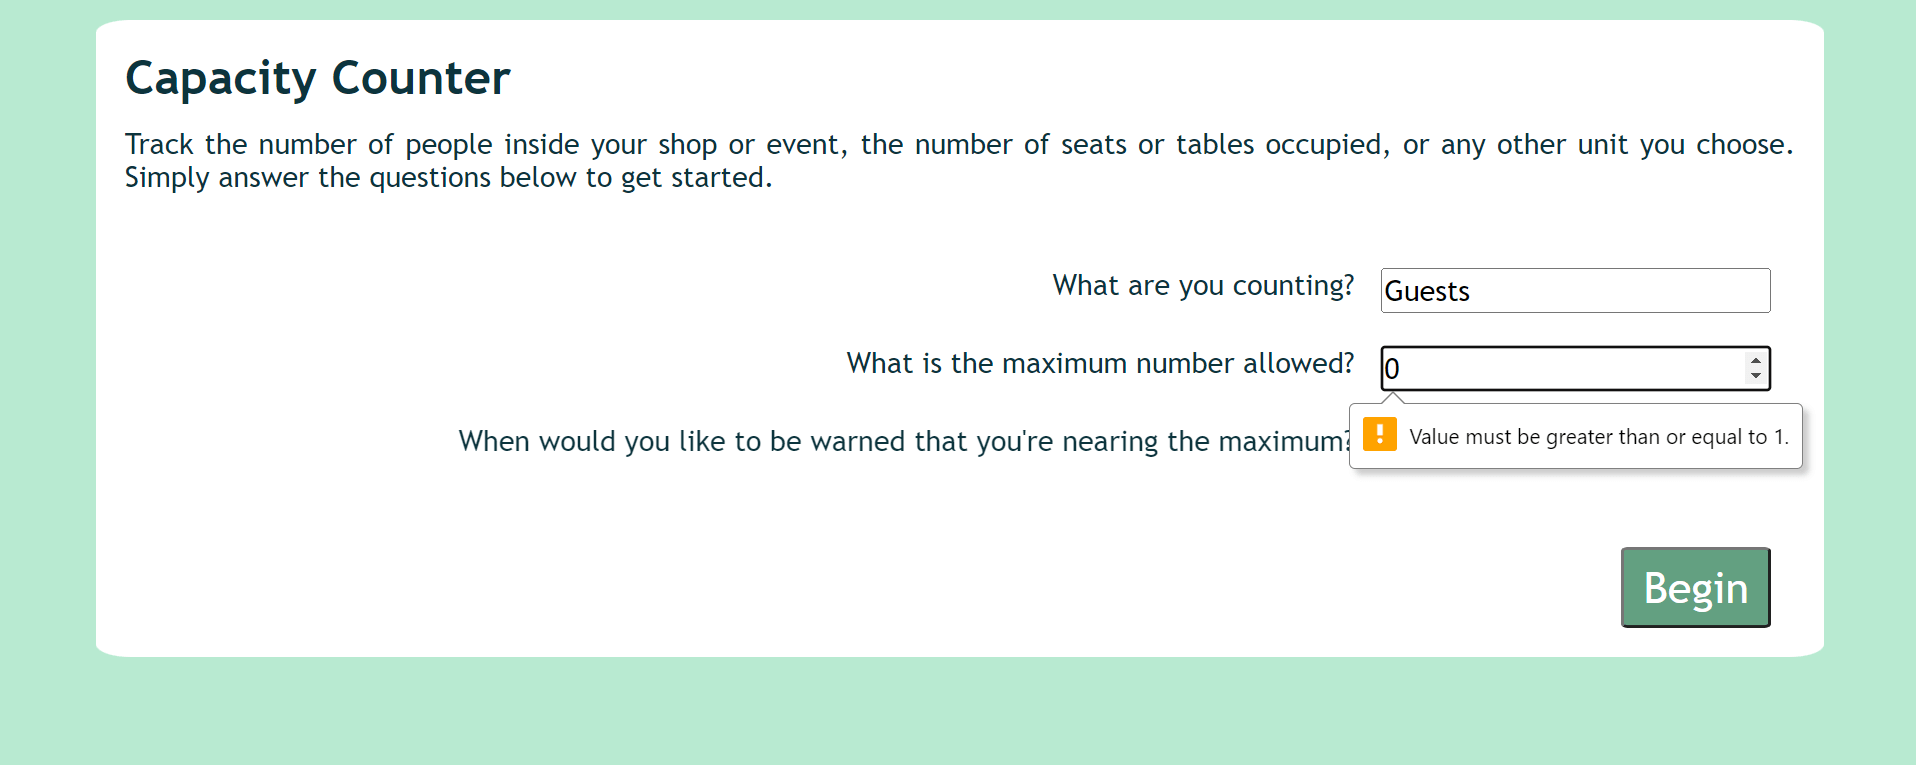 Capacity Counter
Track the number of people inside your shop or event, the number of seats or tables occupied, or any other unit you choose.
Simply answer the questions below to get started.
What are you counting? Guests
What is the maximum number allowed? 0
When would you like to be warned that you're nearing the maximum?
Value must be greater than or equal to 1.
Begin